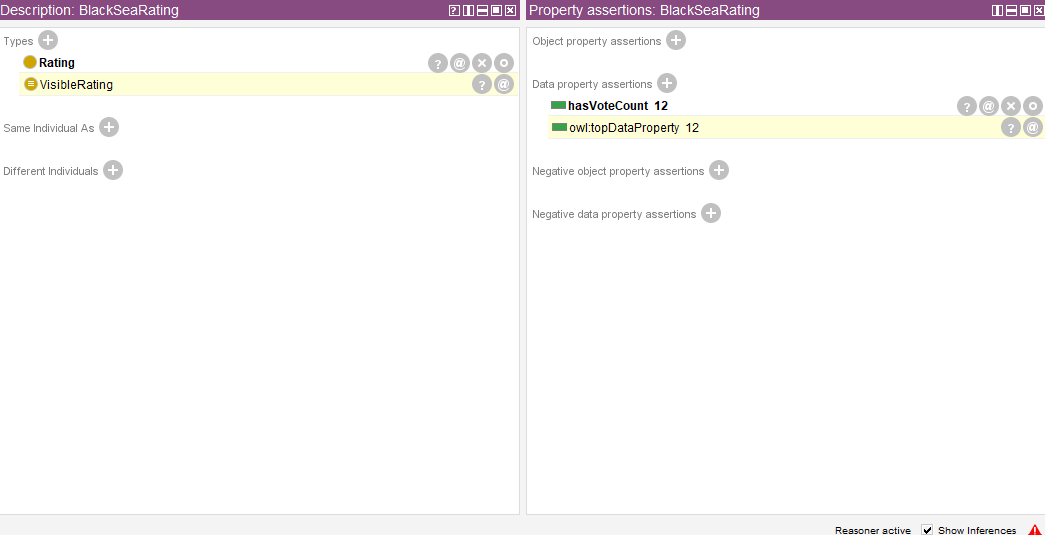 Description: BlackSeaRating
Types
Rating
VisibleRating
Same Individual As
Different Individuals
Property assertions: BlackSeaRating
Object property assertions
Data property assertions
hasVoteCount 12
owl:topDataProperty 12
Negative object property assertions
Negative data property assertions
Reasoner active Show Inferences